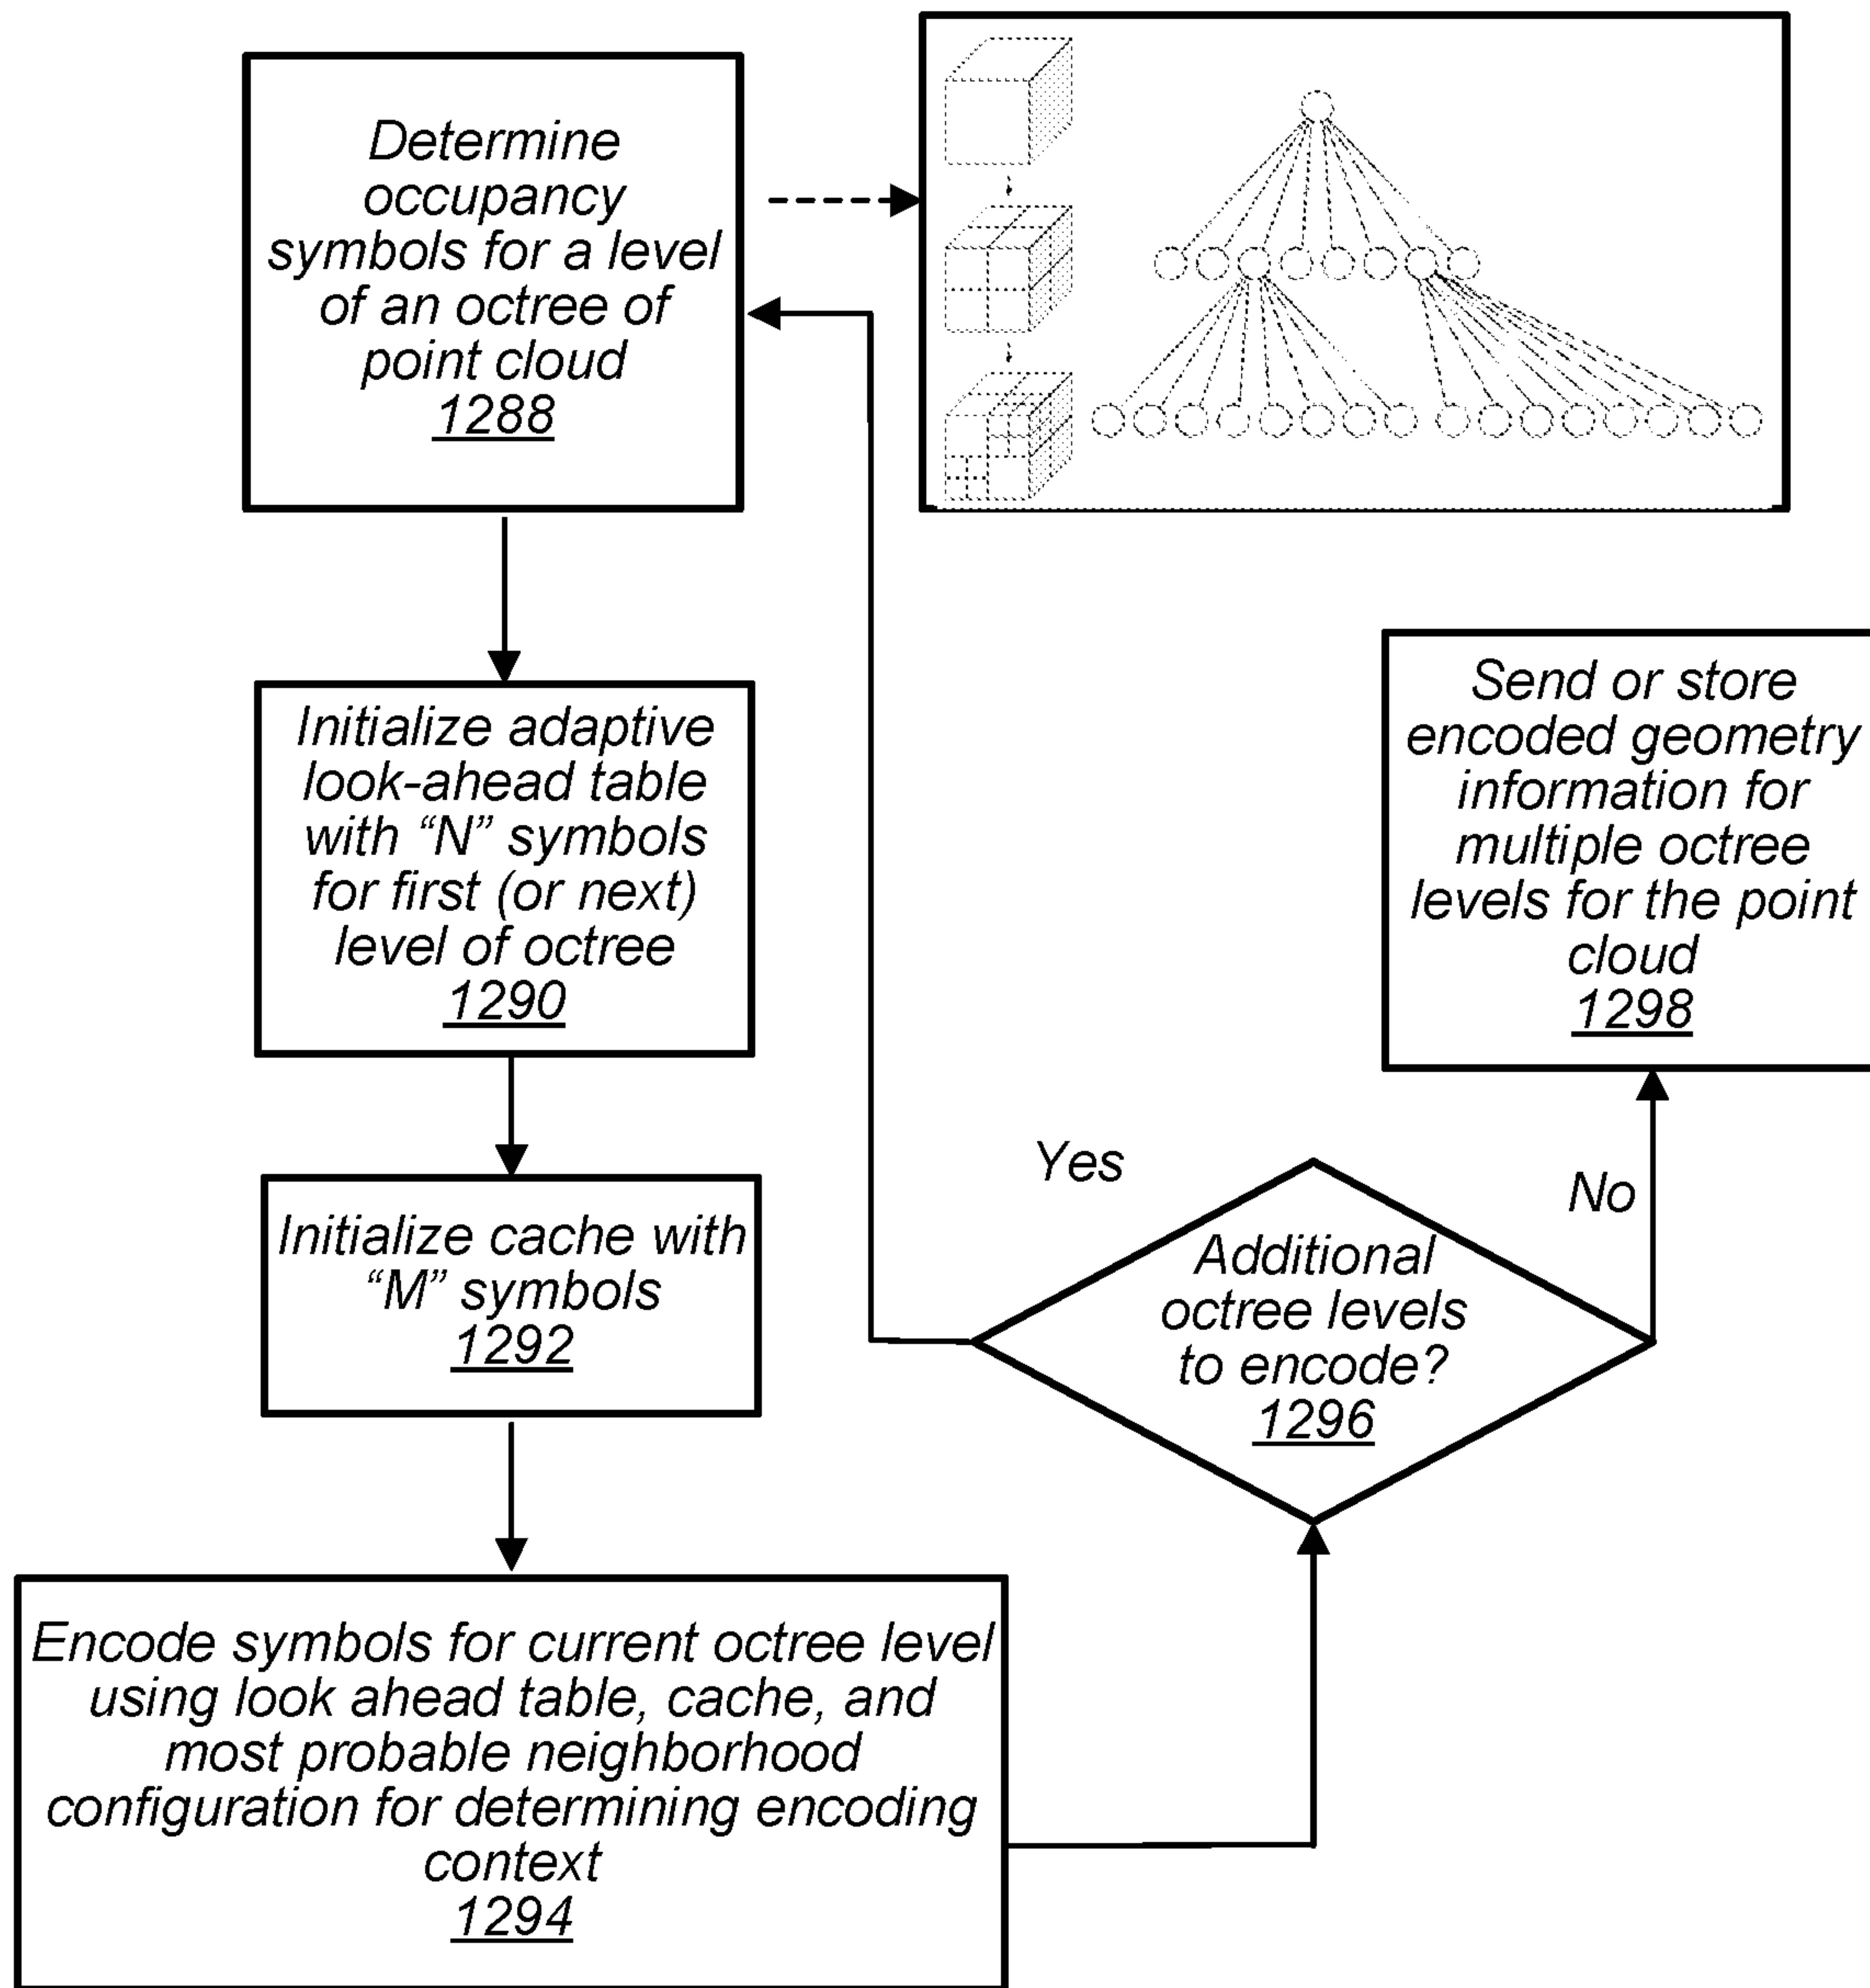 Determine
occupancy
symbols for a level
of an octree of
point cloud
1288
Initialize adaptive
look-ahead table
with “N” symbols
for first (or next)
level of octree
1290
Initialize cache with
“M” symbols
1292
Encode symbols for current octree level
using look ahead table, cache, and
most probable neighborhood
configuration for determining encoding
context
1294
Additional
octree levels
to encode?
1296
Yes
No
Send or store
encoded geometry
information for
multiple octree
levels for the point
cloud
1298